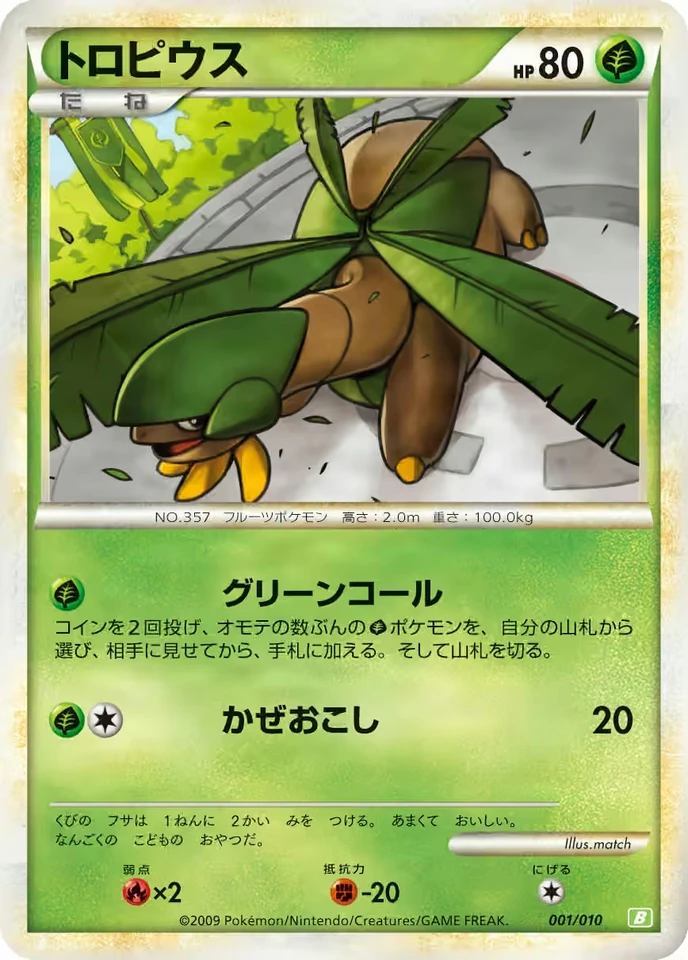 トロピウス
HP80
たね
NO.357 フルーツポケモン 高さ:2.0m 重さ:100.0kg
グリーンコール
コインを2回投げ、オモテの数ぶんのポケモンを、自分の山札から
選び、相手に見せてから、手札に加える。そして山札を切る。
かぜおこし 20
くびの フサは 1ねんに 2かい みを つける。 あまくて おいしい。
なんごくの こどもの おやつだ。
Illus.match
弱点 抵抗力 にげる
×2 -20
©2009 Pokémon/Nintendo/Creatures/GAME FREAK. 001/010 B